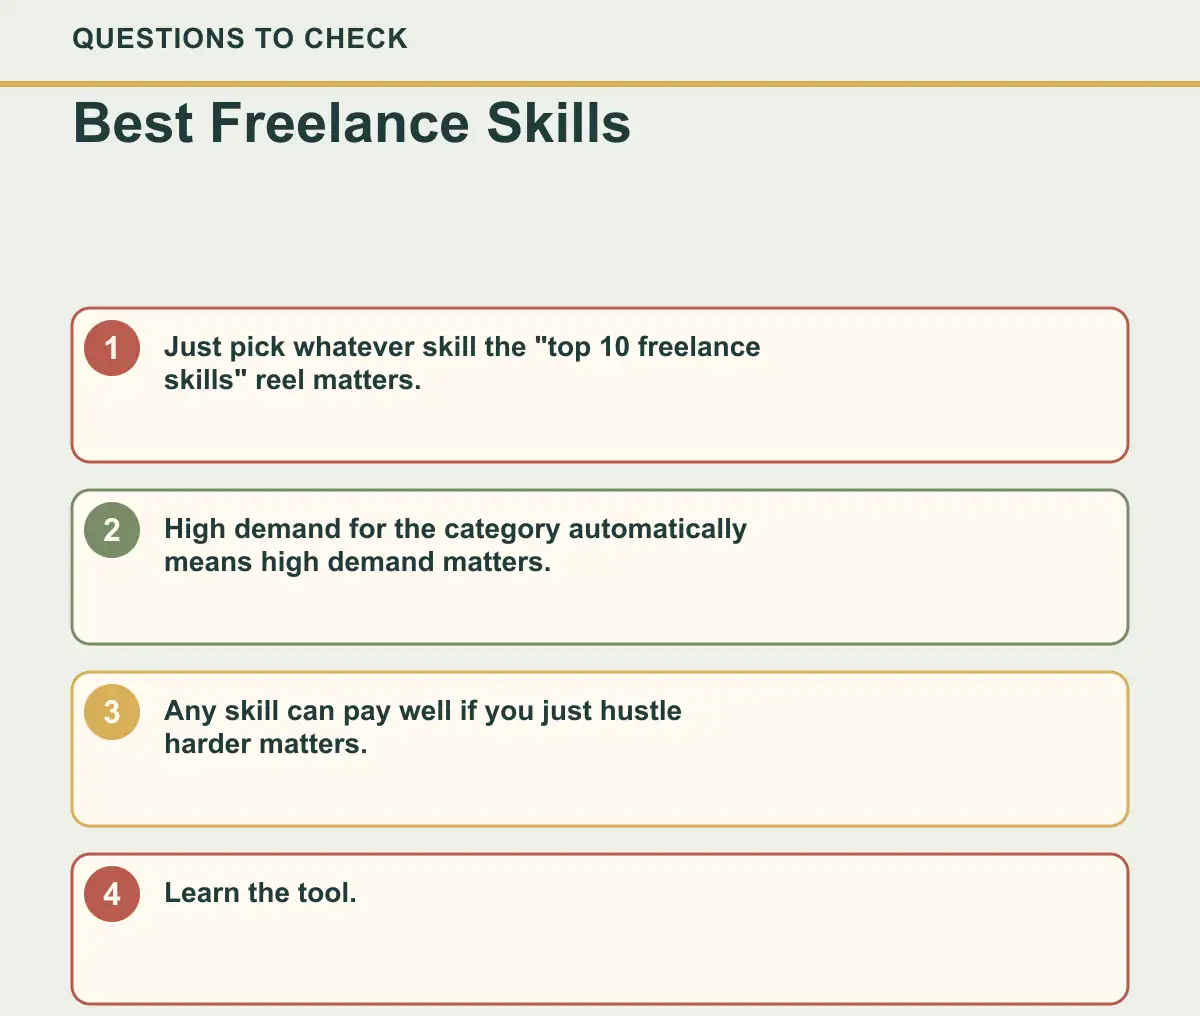 QUESTIONS TO CHECK
Best Freelance Skills
1
Just pick whatever skill the "top 10 freelance
skills" reel matters.
2
High demand for the category automatically
means high demand matters.
3
Any skill can pay well if you just hustle
harder matters.
4
Learn the tool.